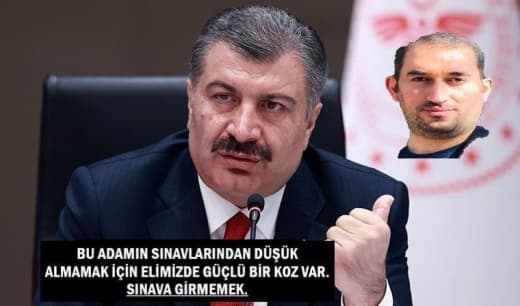 BU ADAMIN SINAVLARINDAN DÜŞÜK
ALMAMAK İÇİN ELİMİZDE GÜÇLÜ BİR KOZ VAR.
SINAVA GİRMEMEK.